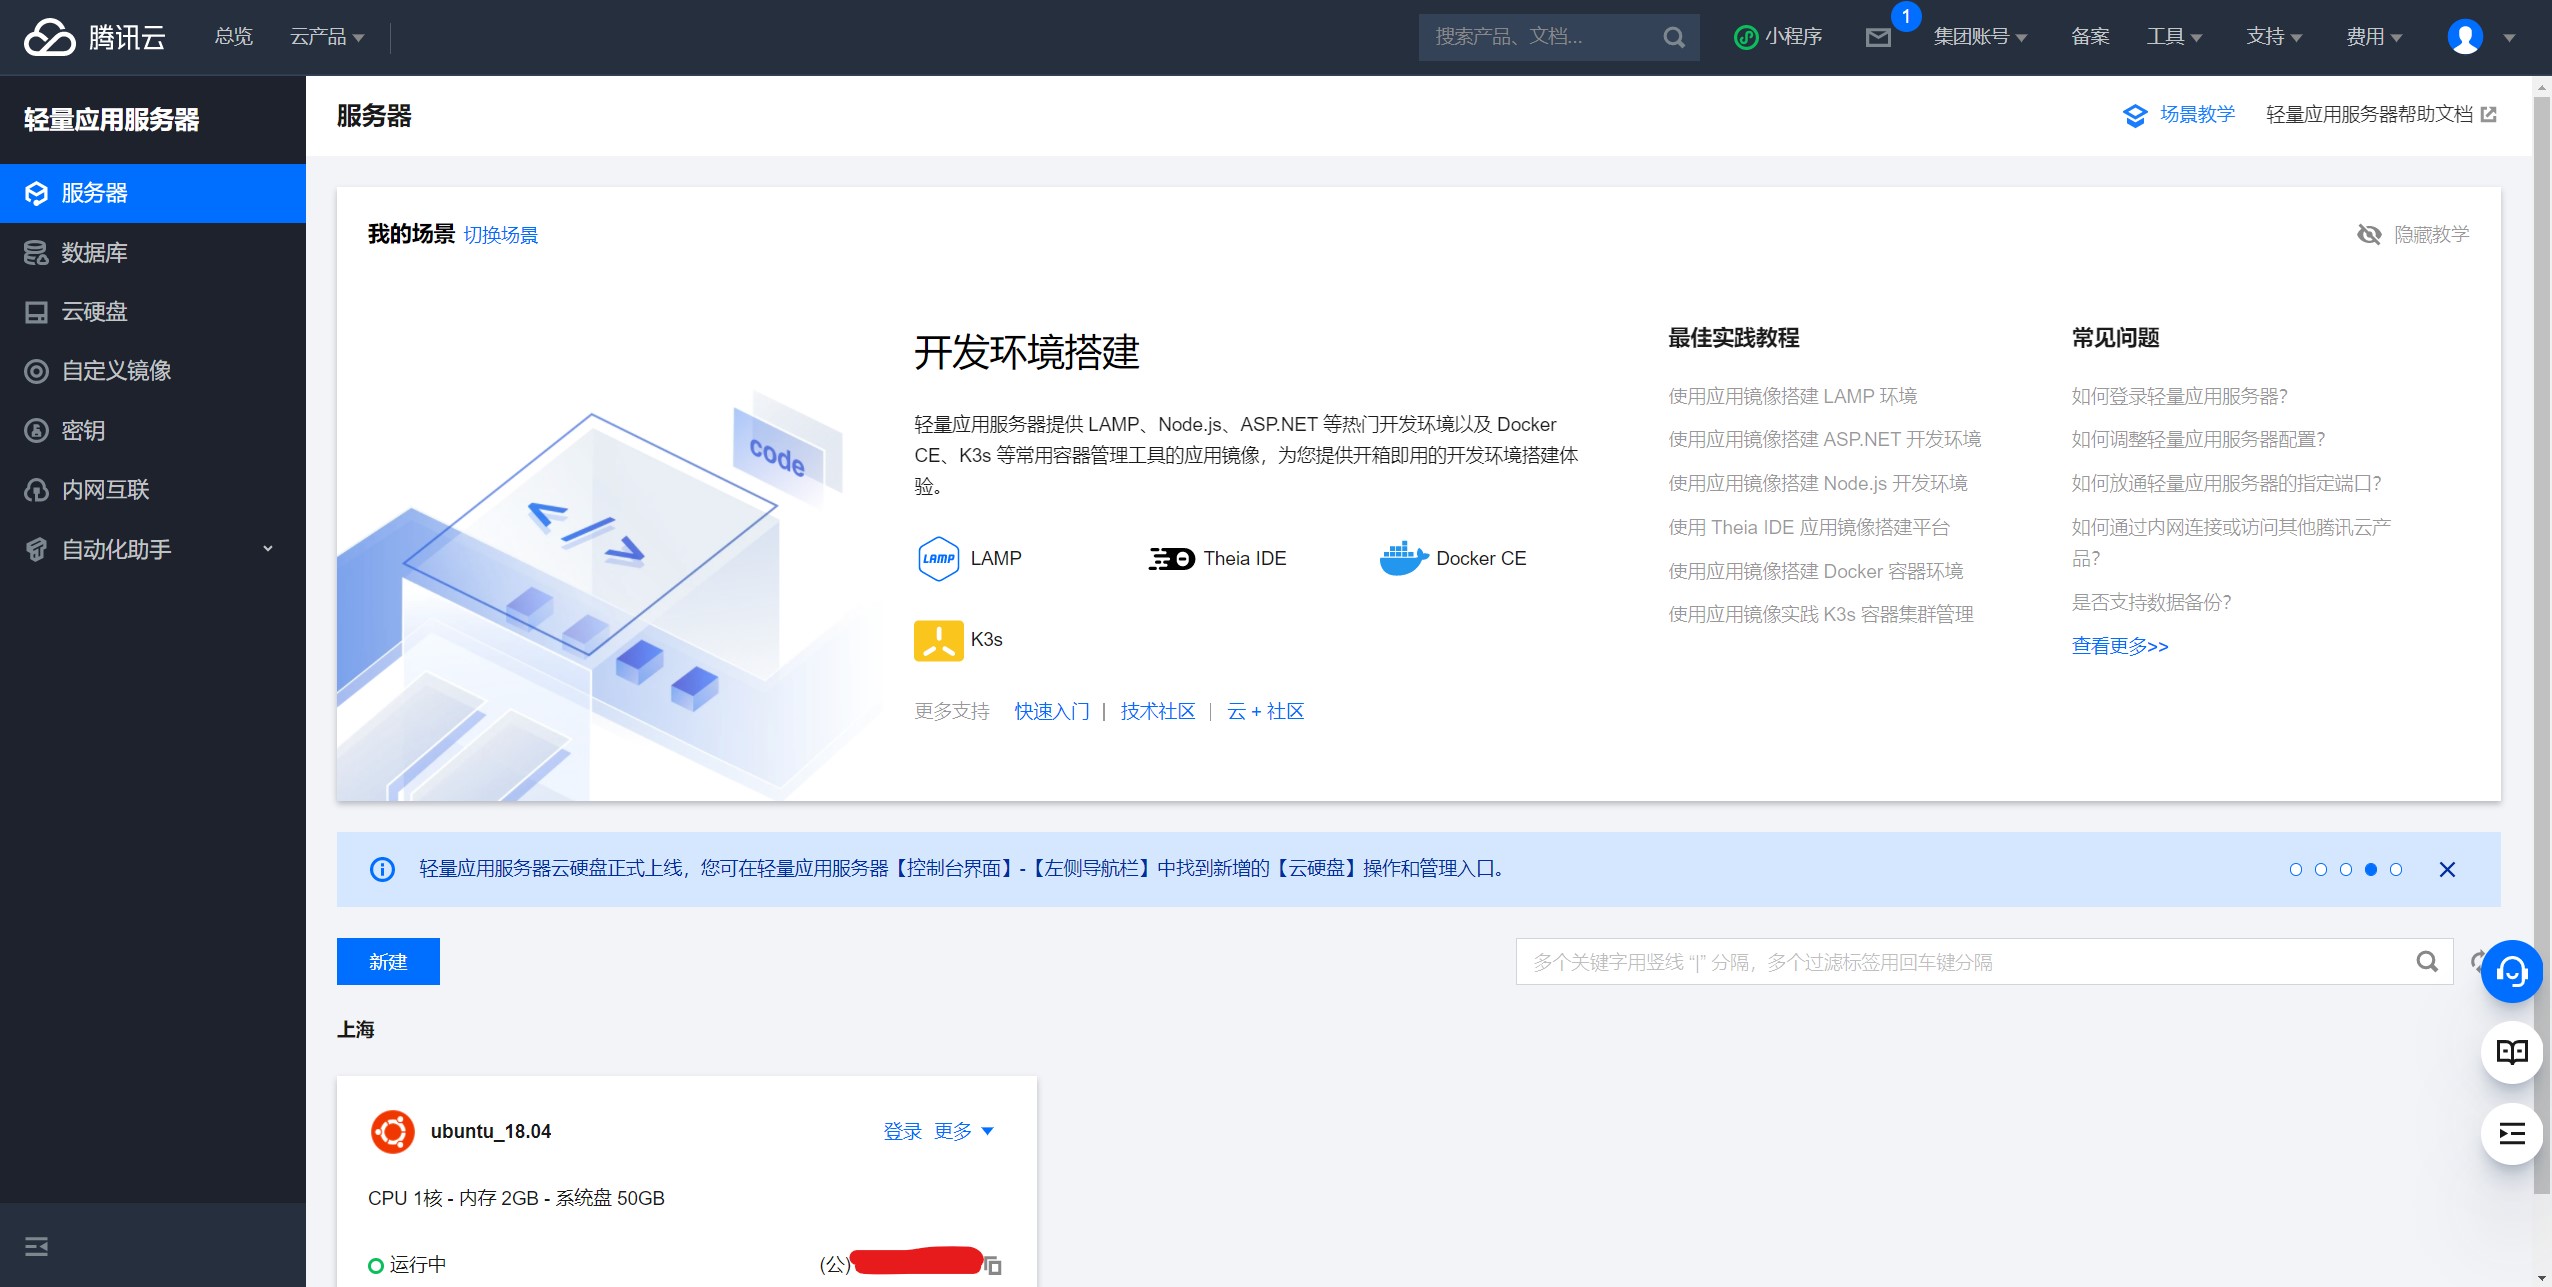 腾讯云
总览
云产品
搜索产品、文档...
小程序
1
集团账号
备案
工具
支持
费用
轻量应用服务器
服务器
数据库
云硬盘
自定义镜像
密钥
内网互联
自动化助手
服务器
场景教学
轻量应用服务器帮助文档
我的场景 切换场景
隐藏教学
code
</>
开发环境搭建
轻量应用服务器提供 LAMP、Node.js、ASP.NET 等热门开发环境以及 Docker
CE、K3s 等常用容器管理工具的应用镜像，为您提供开箱即用的开发环境搭建体
验。
LAMP LAMP
Theia IDE
Docker CE
K3s
更多支持 快速入门 | 技术社区 | 云 + 社区
最佳实践教程
使用应用镜像搭建 LAMP 环境
使用应用镜像搭建 ASP.NET 开发环境
使用应用镜像搭建 Node.js 开发环境
使用 Theia IDE 应用镜像搭建平台
使用应用镜像搭建 Docker 容器环境
使用应用镜像实践 K3s 容器集群管理
常见问题
如何登录轻量应用服务器？
如何调整轻量应用服务器配置？
如何放通轻量应用服务器的指定端口？
如何通过内网连接或访问其他腾讯云产
品？
是否支持数据备份？
查看更多>>
轻量应用服务器云硬盘正式上线，您可在轻量应用服务器【控制台界面】-【左侧导航栏】中找到新增的【云硬盘】操作和管理入口。
新建
多个关键字用竖线 “|” 分隔，多个过滤标签用回车键分隔
上海
ubuntu_18.04
登录 更多
CPU 1核 - 内存 2GB - 系统盘 50GB
运行中
(公)